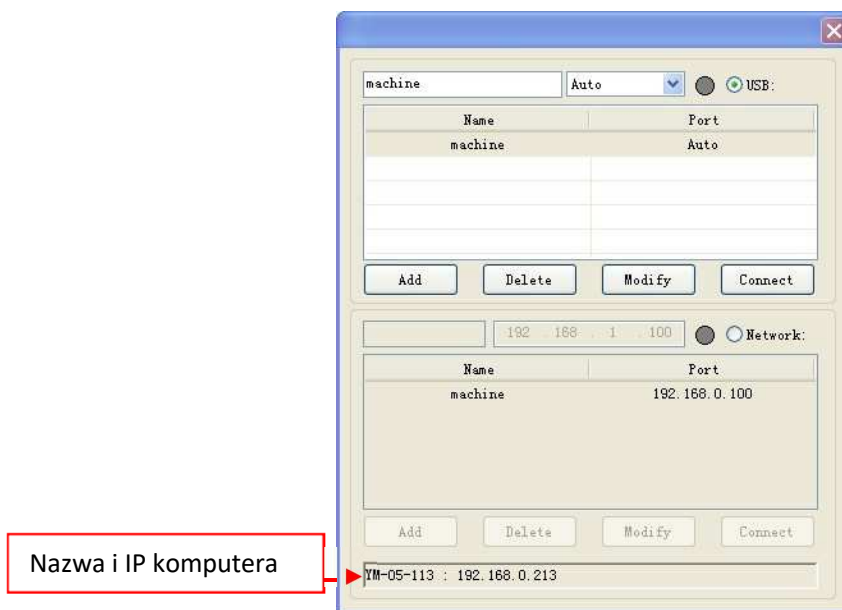 machine Auto USB:
Name Port
machine Auto
Add Delete Modify Connect
192 . 168 . 1 . 100 Network:
Name Port
machine 192.168.0.100
Add Delete Modify Connect
Nazwa i IP komputera
YM-05-113 : 192.168.0.213